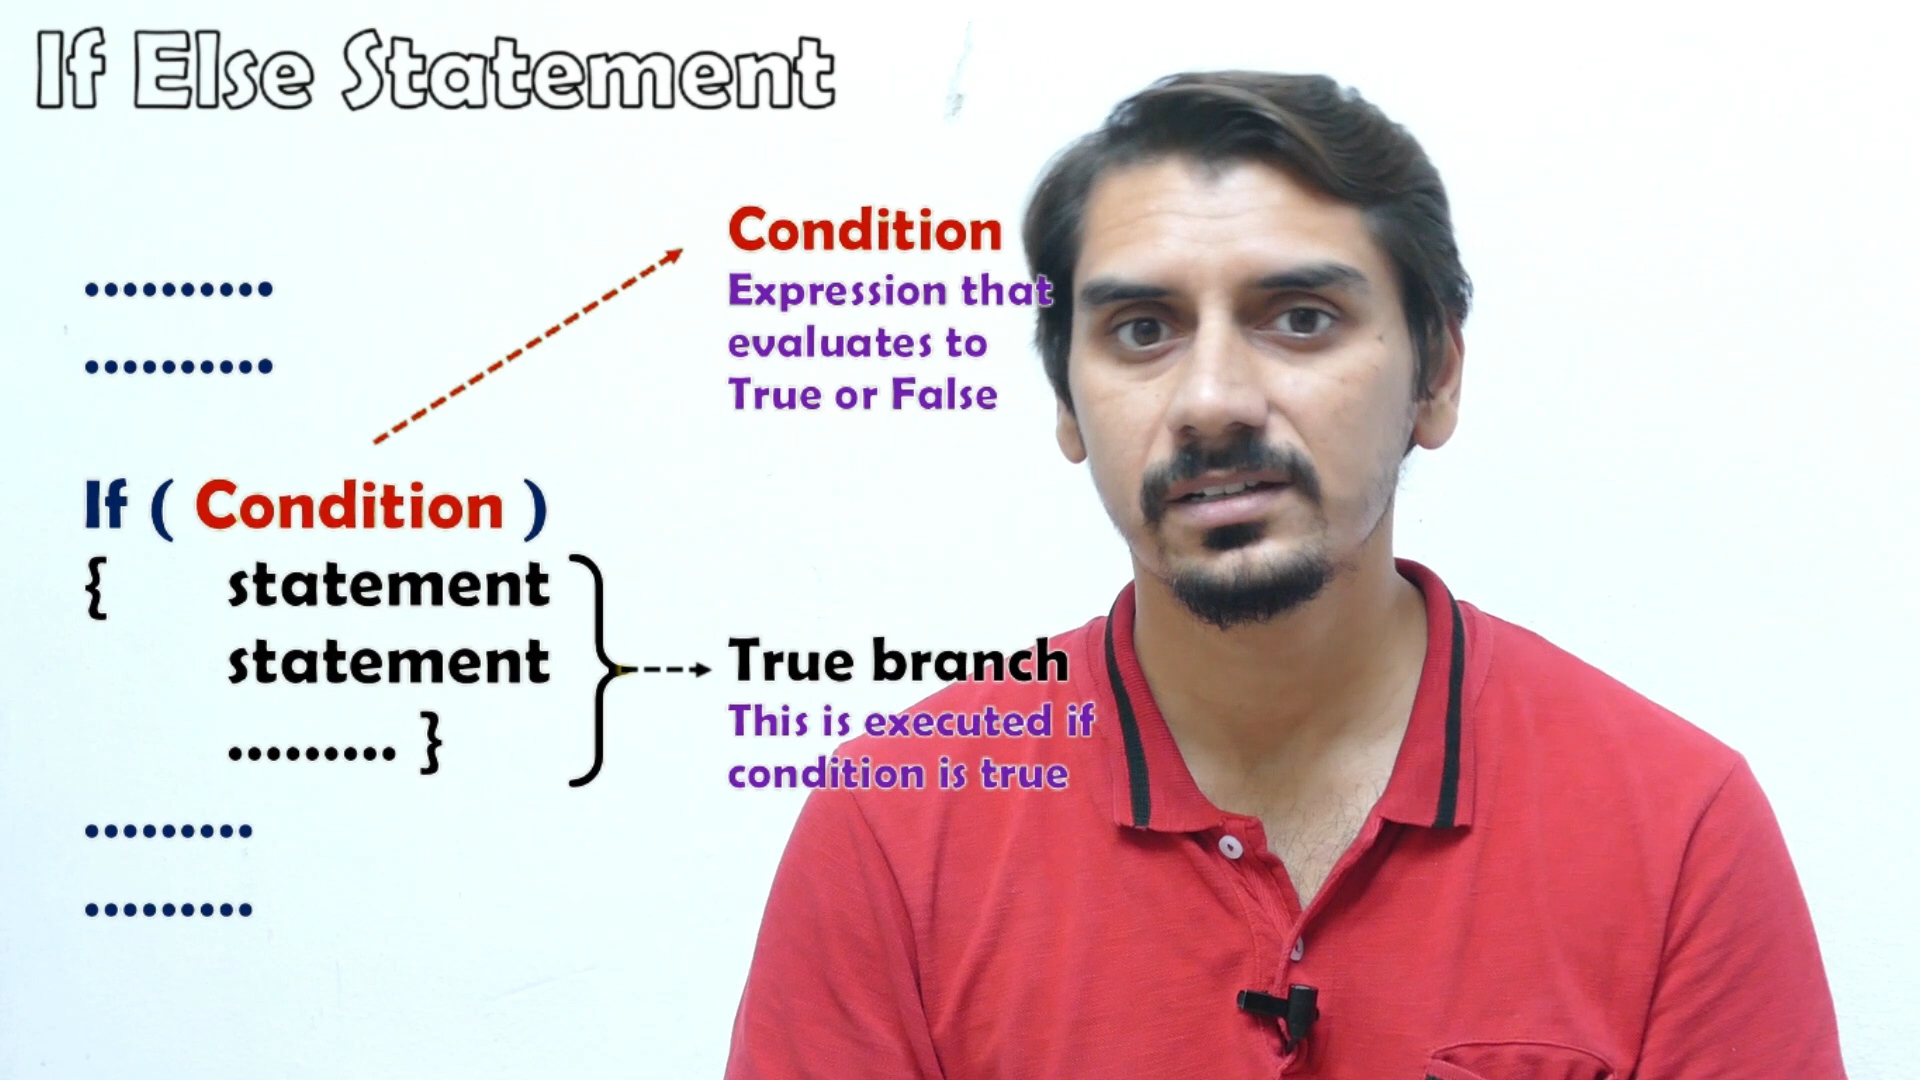 If Else Statement
..........
..........
If ( Condition )
{ statement
statement
......... }
.........
.........
Condition
Expression that
evaluates to
True or False
True branch
This is executed if
condition is true